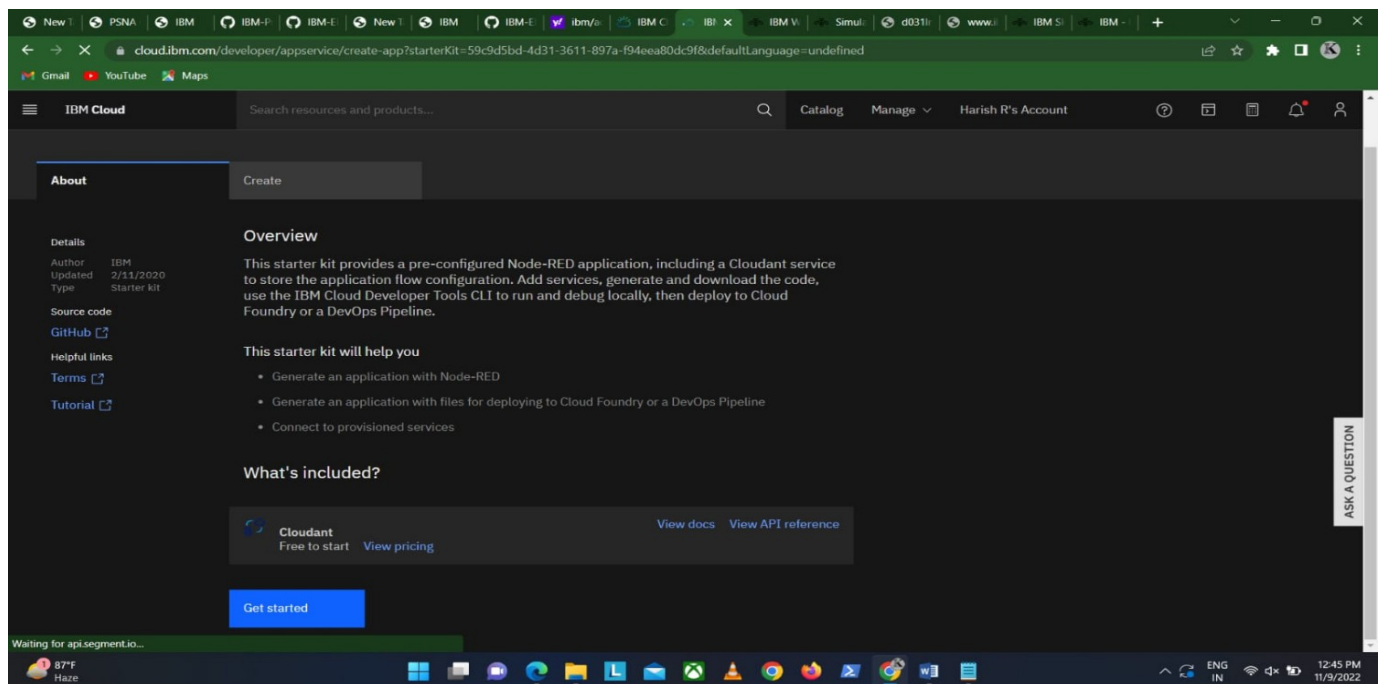 New T
PSNA
IBM
IBM-P
IBM-E
New T
IBM
IBM-E
ibm/a
IBM C
IBM
IBM W
Simula
d031l
www.i
IBM S
IBM -
cloud.ibm.com/developer/appservice/create-app?starterKit=59c9d5bd-4d31-3611-897a-f94eea80dc9f8&defaultLanguage=undefined
Gmail YouTube Maps
IBM Cloud Search resources and products... Catalog Manage Harish R's Account
About Create
Details
Author IBM
Updated 2/11/2020
Type Starter kit
Source code
GitHub
Helpful links
Terms
Tutorial
Overview
This starter kit provides a pre-configured Node-RED application, including a Cloudant service
to store the application flow configuration. Add services, generate and download the code,
use the IBM Cloud Developer Tools CLI to run and debug locally, then deploy to Cloud
Foundry or a DevOps Pipeline.
This starter kit will help you
• Generate an application with Node-RED
• Generate an application with files for deploying to Cloud Foundry or a DevOps Pipeline
• Connect to provisioned services
What's included?
Cloudant
Free to start View pricing
View docs View API reference
Get started
ASK A QUESTION
Waiting for api.segment.io...
1
87°F
Haze
ENG
IN
12:45 PM
11/9/2022